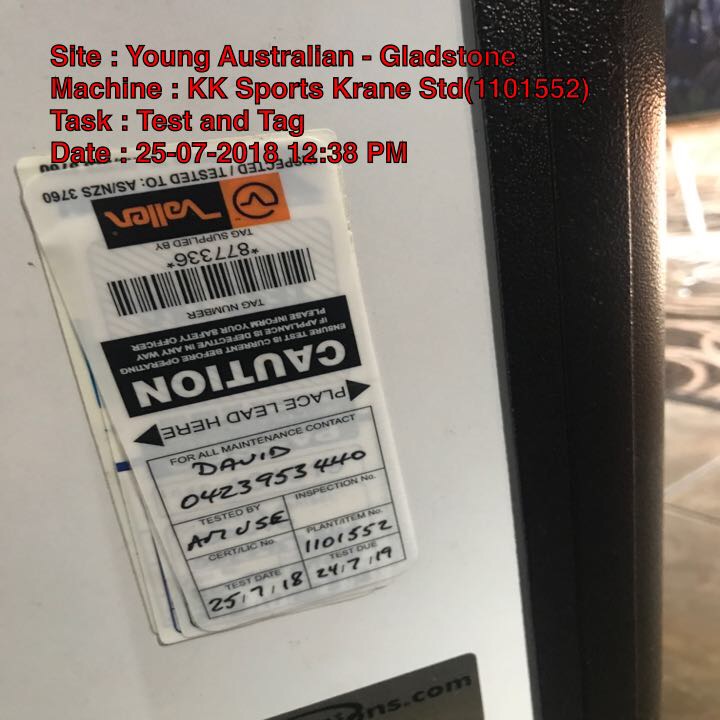 Site : Young Australian - Gladstone
Machine : KK Sports Krane Std(1101552)
Task : Test and Tag
Date : 25-07-2018 12:38 PM
INSPECTED / TESTED TO: AS/NZS 3760
Vallen
TAG SUPPLIED BY
*877336*
TAG NUMBER
CAUTION
ENSURE TEST IS CURRENT BEFORE OPERATING
IF APPLIANCE IS DEFECTIVE IN ANY WAY
PLEASE INFORM YOUR SAFETY OFFICER
PLACE LEAD HERE
FOR ALL MAINTENANCE CONTACT
DAVID
0423953440
TESTED BY
AMUSE
INSPECTION No.
CERT/LIC No.
PLANT/ITEM No.
1101552
TEST DATE
25/7/18
TEST DUE
24/7/19
ons.com